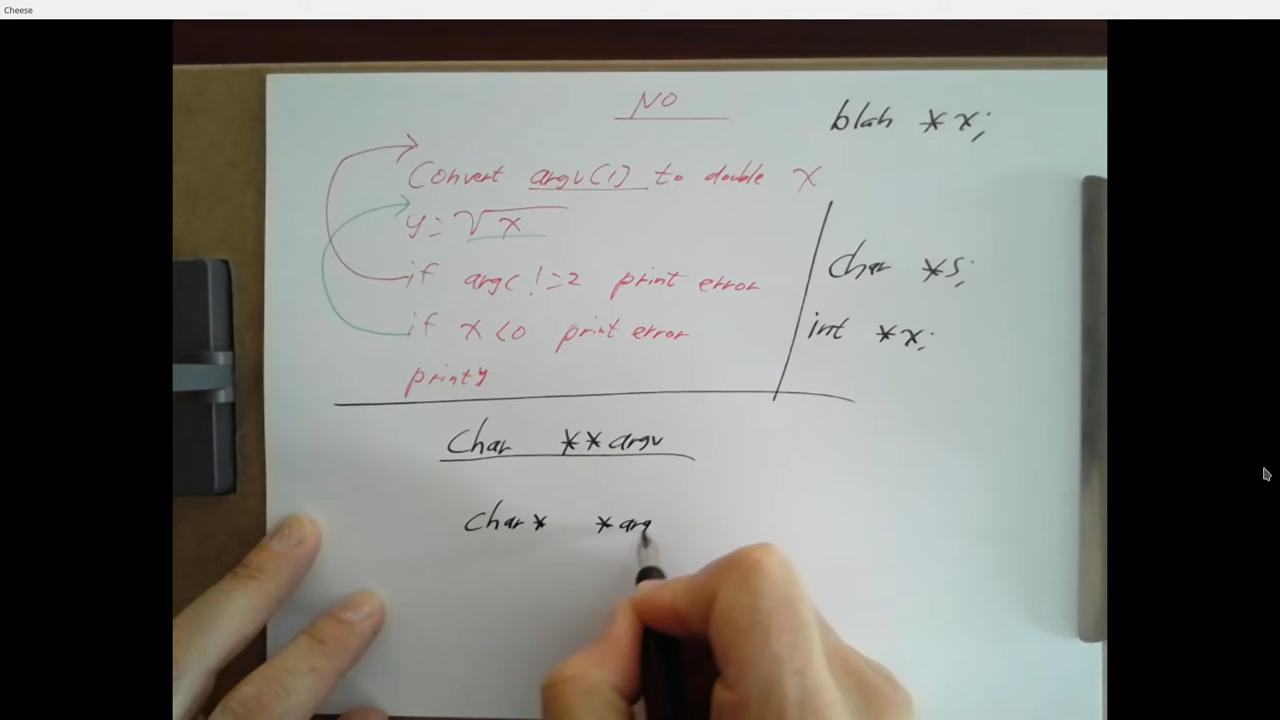 Cheese
NO
blah *x;
Convert argv(1) to double x
y = √x
if argc != 2 print error
if x < 0 print error
print y
char *s;
int *x;
Char **argv
Char* *arg